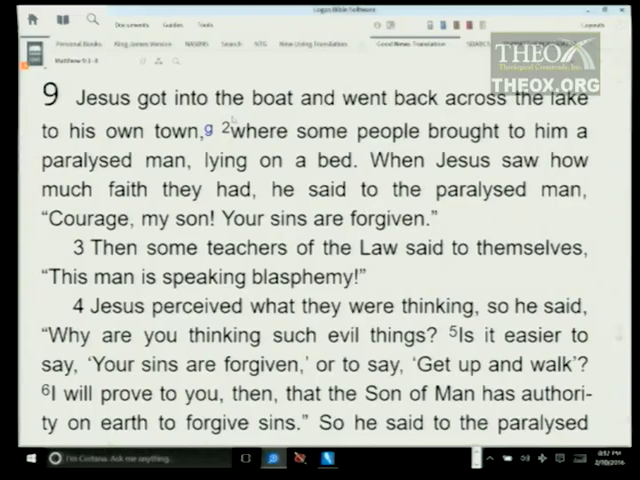 Logos Bible Software
Documents Guides Tools
Layouts
Personal Books King James Version NASB95 Search NTG New Living Translation Good News Translation
Matthew 9:1-8
THEOX
THEOX.ORG
9 Jesus got into the boat and went back across the lake
to his own town,g 2where some people brought to him a
paralysed man, lying on a bed. When Jesus saw how
much faith they had, he said to the paralysed man,
“Courage, my son! Your sins are forgiven.”
3 Then some teachers of the Law said to themselves,
“This man is speaking blasphemy!”
4 Jesus perceived what they were thinking, so he said,
“Why are you thinking such evil things? 5Is it easier to
say, ‘Your sins are forgiven,’ or to say, ‘Get up and walk’?
6I will prove to you, then, that the Son of Man has authori-
ty on earth to forgive sins.” So he said to the paralysed
I'm Cortana. Ask me anything.